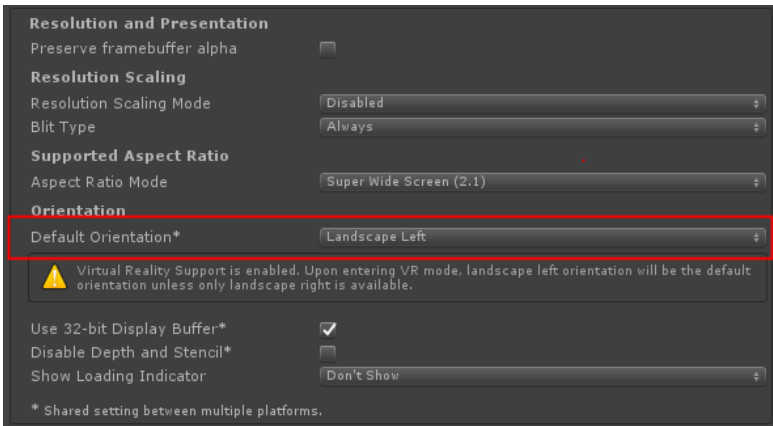 Resolution and Presentation
Preserve framebuffer alpha
Resolution Scaling
Resolution Scaling Mode Disabled
Blit Type Always
Supported Aspect Ratio
Aspect Ratio Mode Super Wide Screen (2.1)
Orientation
Default Orientation* Landscape Left
Virtual Reality Support is enabled. Upon entering VR mode, landscape left orientation will be the default
orientation unless only landscape right is available.
Use 32-bit Display Buffer*
Disable Depth and Stencil*
Show Loading Indicator Don't Show
* Shared setting between multiple platforms.